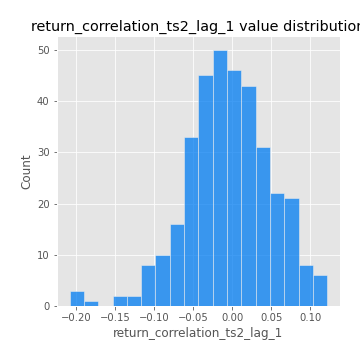 return_correlation_ts2_lag_1 value distribution
50
40
30
20
10
0
Count
−0.20 −0.15 −0.10 −0.05 0.00 0.05 0.10
return_correlation_ts2_lag_1